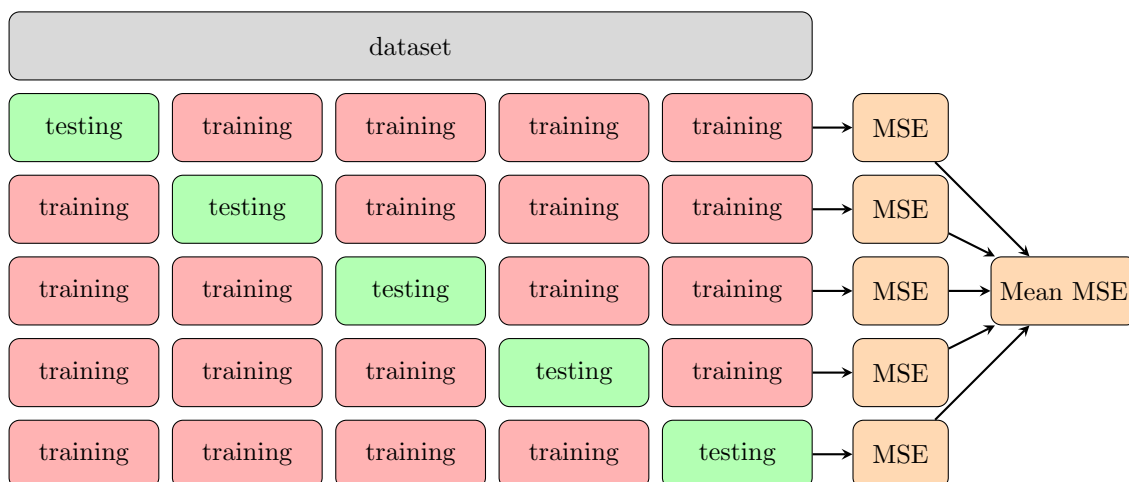 dataset
testing training training training training MSE
training testing training training training MSE
training training testing training training MSE Mean MSE
training training training testing training MSE
training training training training testing MSE